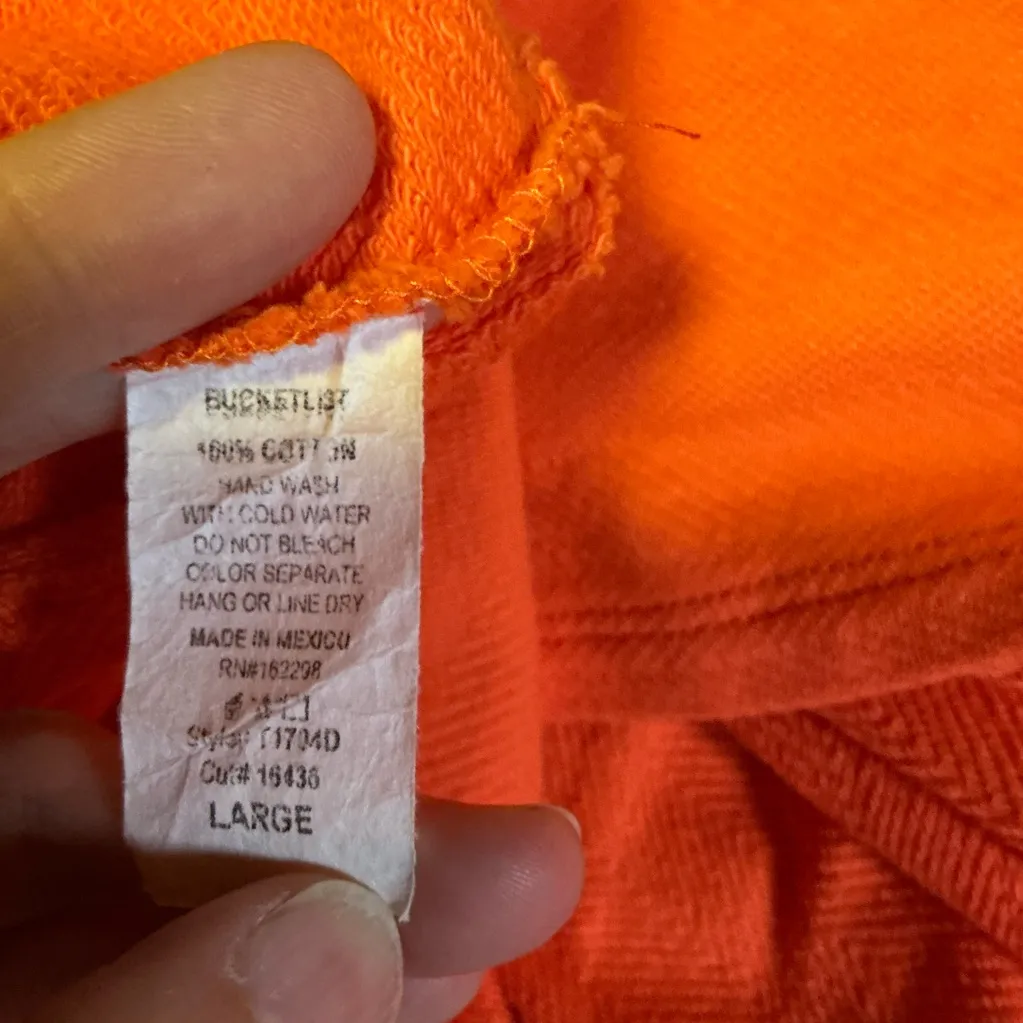 BUCKETLIST
100% COTTON
HAND WASH
WITH COLD WATER
DO NOT BLEACH
COLOR SEPARATE
HANG OR LINE DRY
MADE IN MEXICO
RN#162298
Style# T1704D
Cut# 16436
LARGE